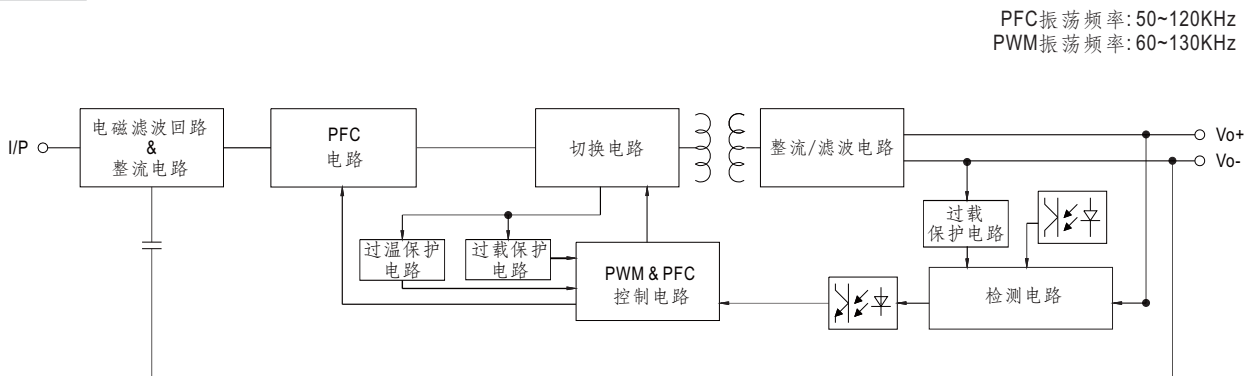 PFC振荡频率: 50~120KHz
PWM振荡频率: 60~130KHz
I/P
电磁滤波回路
&
整流电路
PFC
电路
切换电路
整流/滤波电路
Vo+
Vo-
过温保护
电路
过载保护
电路
PWM & PFC
控制电路
过载
保护电路
检测电路